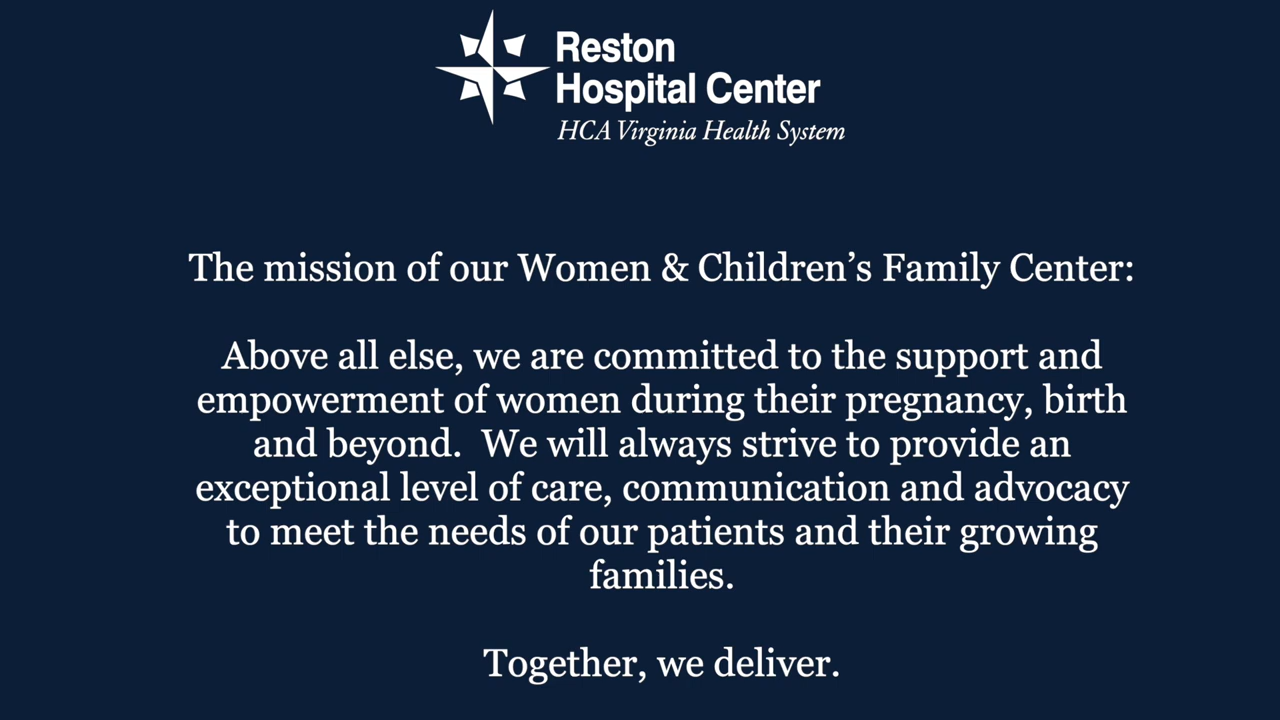 Reston
Hospital Center
HCA Virginia Health System
The mission of our Women & Children’s Family Center:
Above all else, we are committed to the support and
empowerment of women during their pregnancy, birth
and beyond.  We will always strive to provide an
exceptional level of care, communication and advocacy
to meet the needs of our patients and their growing
families.
Together, we deliver.